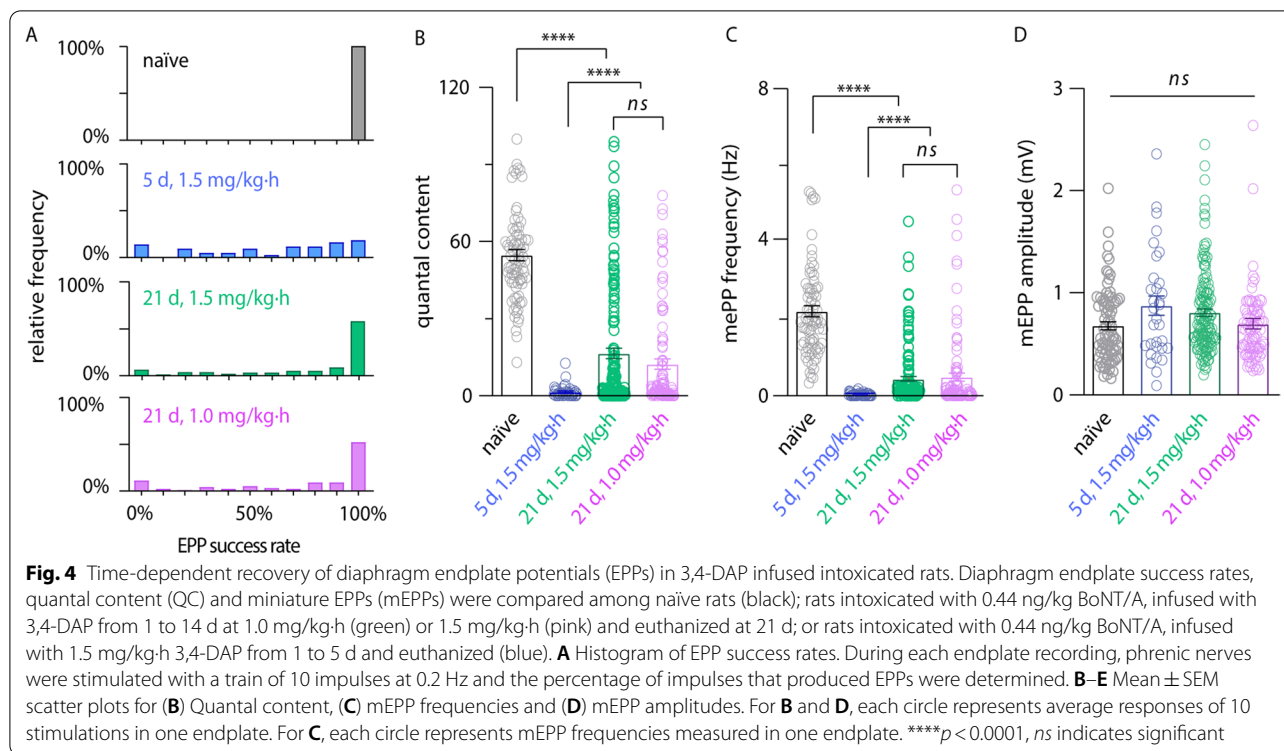 A
100%
naïve
0%
100%
5 d, 1.5 mg/kg·h
0%
100%
21 d, 1.5 mg/kg·h
0%
100%
21 d, 1.0 mg/kg·h
0%
relative frequency
0% 50% 100%
EPP success rate
B
****
****
ns
120
60
0
quantal content
naïve
5 d, 1.5 mg/kg·h
21 d, 1.5 mg/kg·h
21 d, 1.0 mg/kg·h
C
****
****
ns
8
4
0
mePP frequency (Hz)
naïve
5 d, 1.5 mg/kg·h
21 d, 1.5 mg/kg·h
21 d, 1.0 mg/kg·h
D
ns
3
2
1
0
mEPP amplitude (mV)
naïve
5 d, 1.5 mg/kg·h
21 d, 1.5 mg/kg·h
21 d, 1.0 mg/kg·h
Fig. 4 Time-dependent recovery of diaphragm endplate potentials (EPPs) in 3,4-DAP infused intoxicated rats. Diaphragm endplate success rates,
quantal content (QC) and miniature EPPs (mEPPs) were compared among naïve rats (black); rats intoxicated with 0.44 ng/kg BoNT/A, infused with
3,4-DAP from 1 to 14 d at 1.0 mg/kg·h (green) or 1.5 mg/kg·h (pink) and euthanized at 21 d; or rats intoxicated with 0.44 ng/kg BoNT/A, infused
with 1.5 mg/kg·h 3,4-DAP from 1 to 5 d and euthanized (blue). A Histogram of EPP success rates. During each endplate recording, phrenic nerves
were stimulated with a train of 10 impulses at 0.2 Hz and the percentage of impulses that produced EPPs were determined. B–E Mean ± SEM
scatter plots for (B) Quantal content, (C) mEPP frequencies and (D) mEPP amplitudes. For B and D, each circle represents average responses of 10
stimulations in one endplate. For C, each circle represents mEPP frequencies measured in one endplate. ****p < 0.0001, ns indicates significant